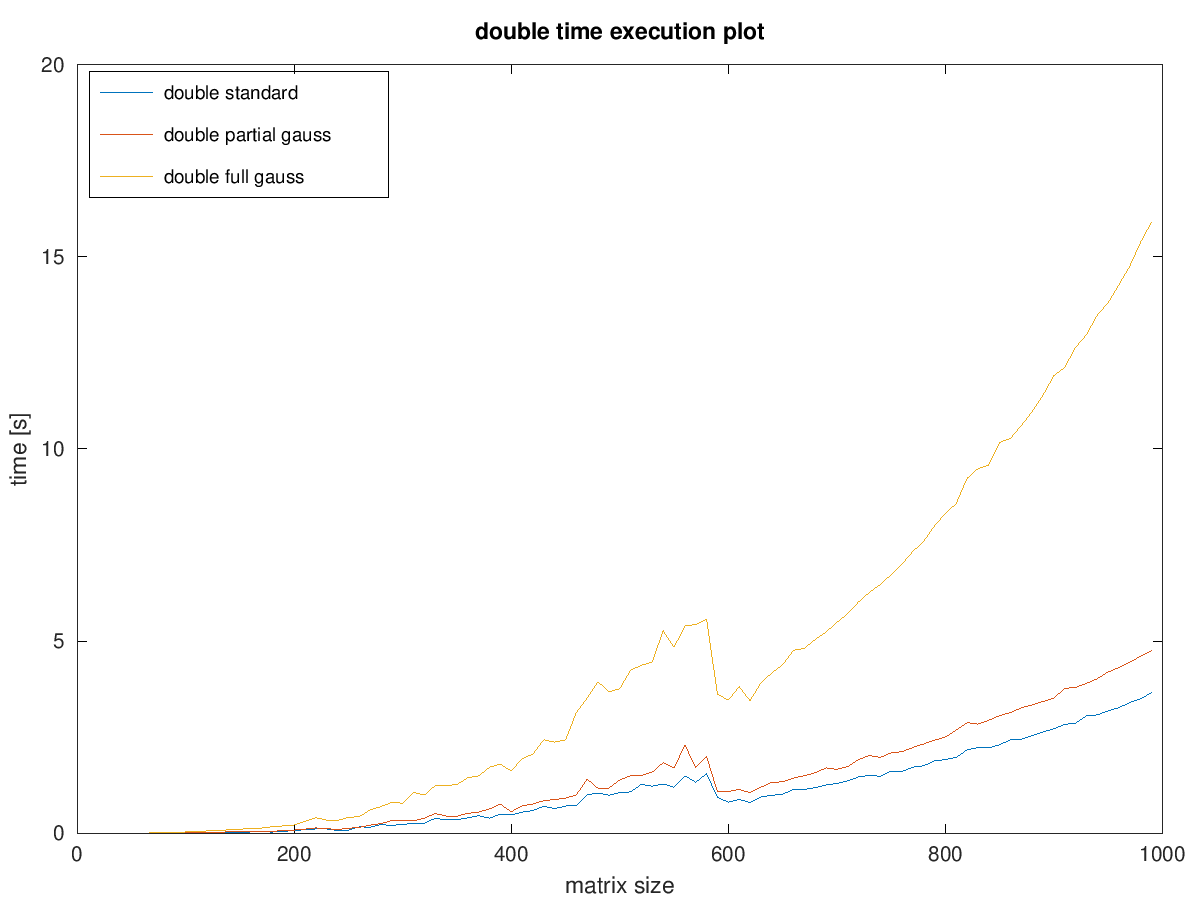 double time execution plot
20
double standard
double partial gauss
double full gauss
15
10
5
0
time [s]
0 200 400 600 800 1000
matrix size